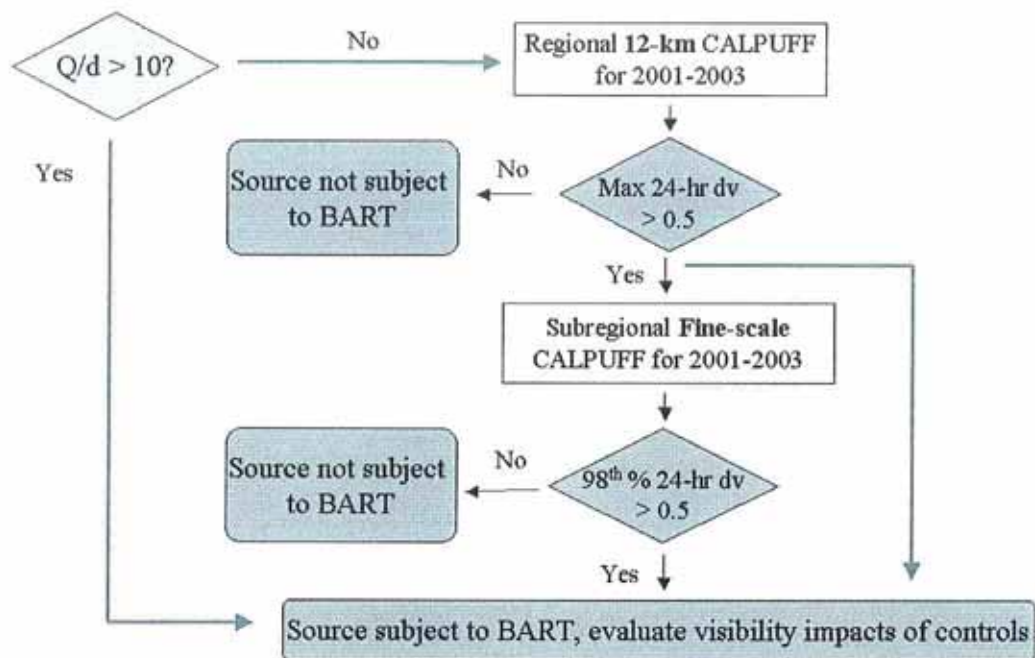 Q/d > 10?
No
Regional 12-km CALPUFF
for 2001-2003
Yes
Source not subject
to BART
No
Max 24-hr dv
> 0.5
Yes
Subregional Fine-scale
CALPUFF for 2001-2003
Source not subject
to BART
No
98th % 24-hr dv
> 0.5
Yes
Source subject to BART, evaluate visibility impacts of controls